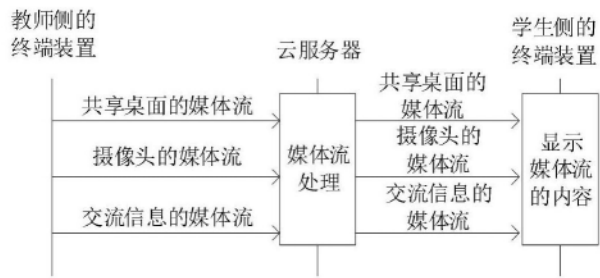 教师侧的
终端装置
云服务器
学生侧的
终端装置
共享桌面的媒体流
摄像头的媒体流
交流信息的媒体流
媒体流
处理
共享桌面的
媒体流
摄像头的
媒体流
交流信息的
媒体流
显示
媒体流
的内容